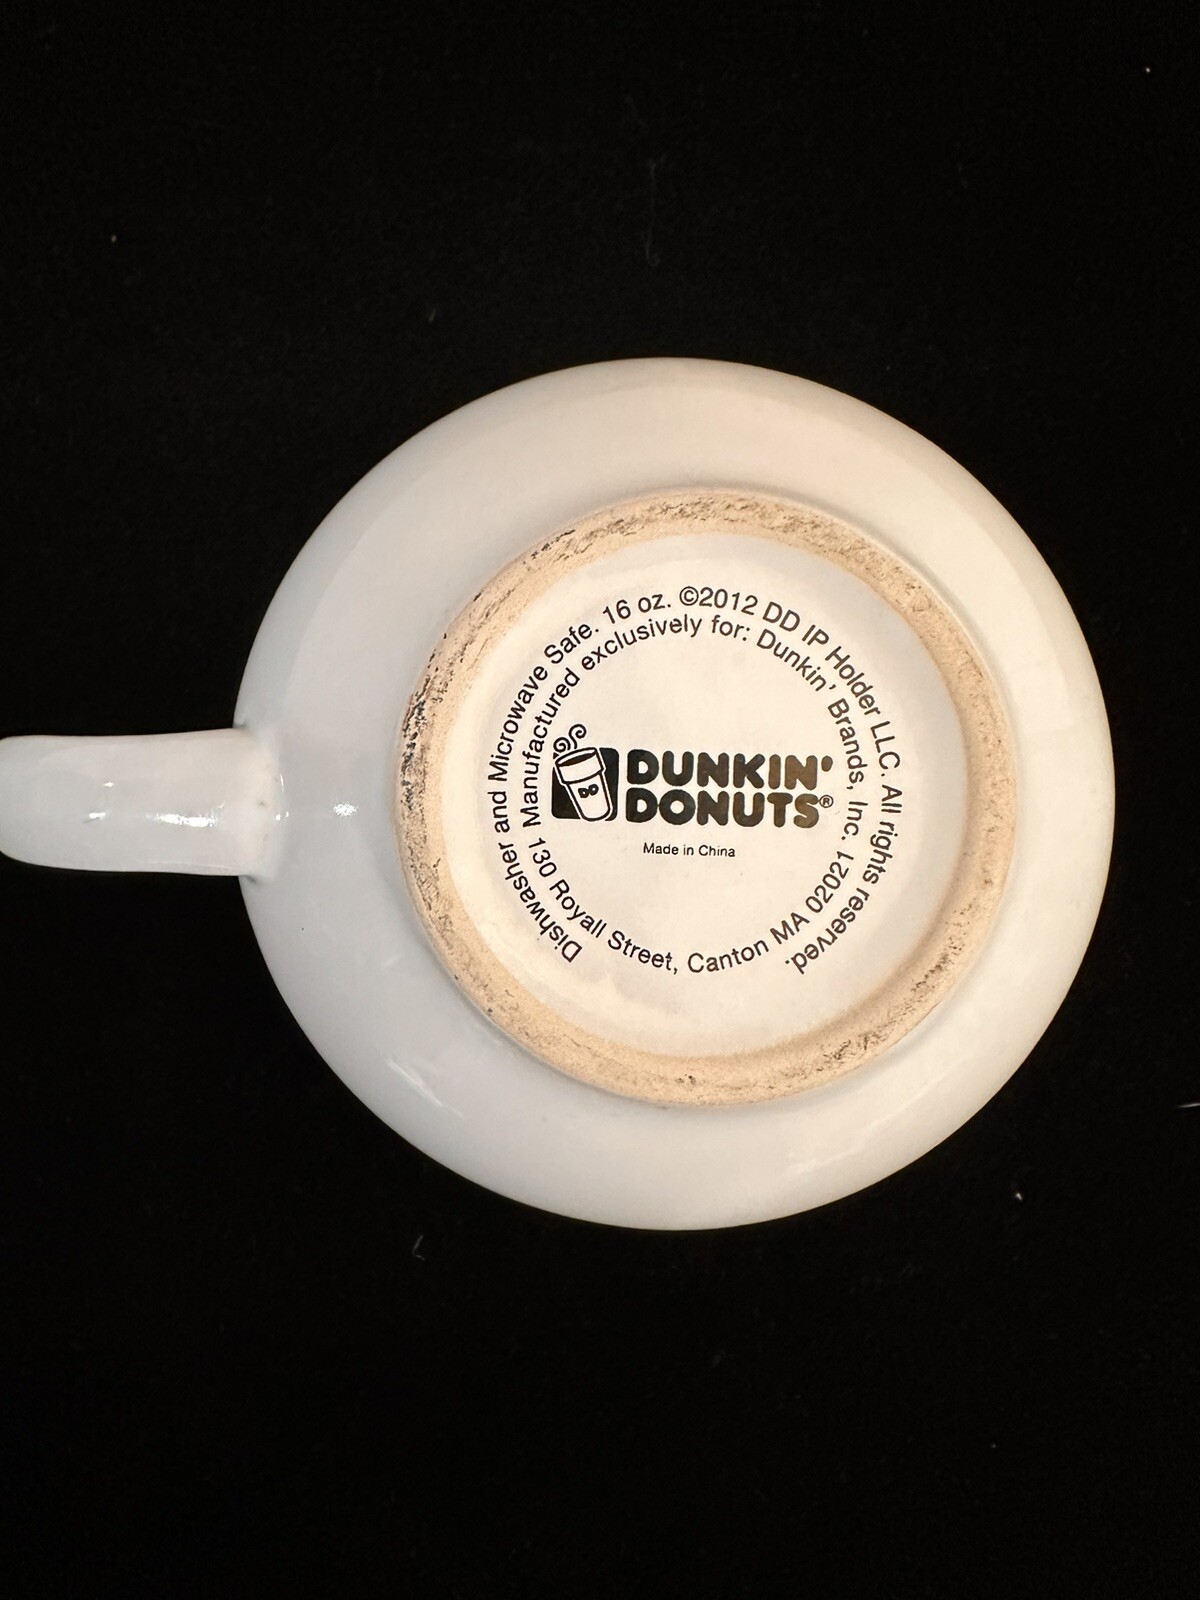 Dishwasher and Microwave Safe. 16 oz. ©2012 DD IP Holder LLC. All rights reserved.
Manufactured exclusively for: Dunkin' Brands, Inc.
130 Royall Street, Canton MA 02021
DD
DUNKIN'
DONUTS®
Made in China